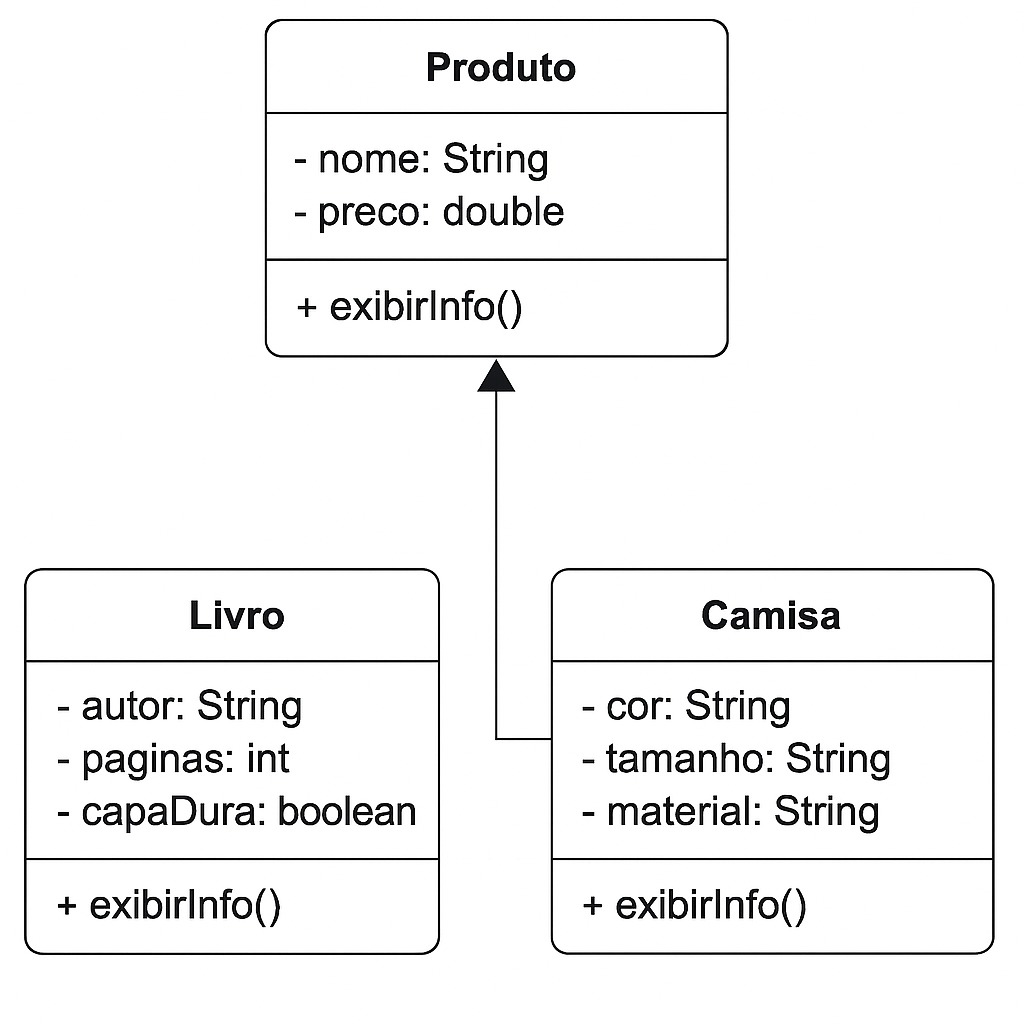 Produto
- nome: String
- preco: double
+ exibirInfo()
Livro
- autor: String
- paginas: int
- capaDura: boolean
+ exibirInfo()
Camisa
- cor: String
- tamanho: String
- material: String
+ exibirInfo()